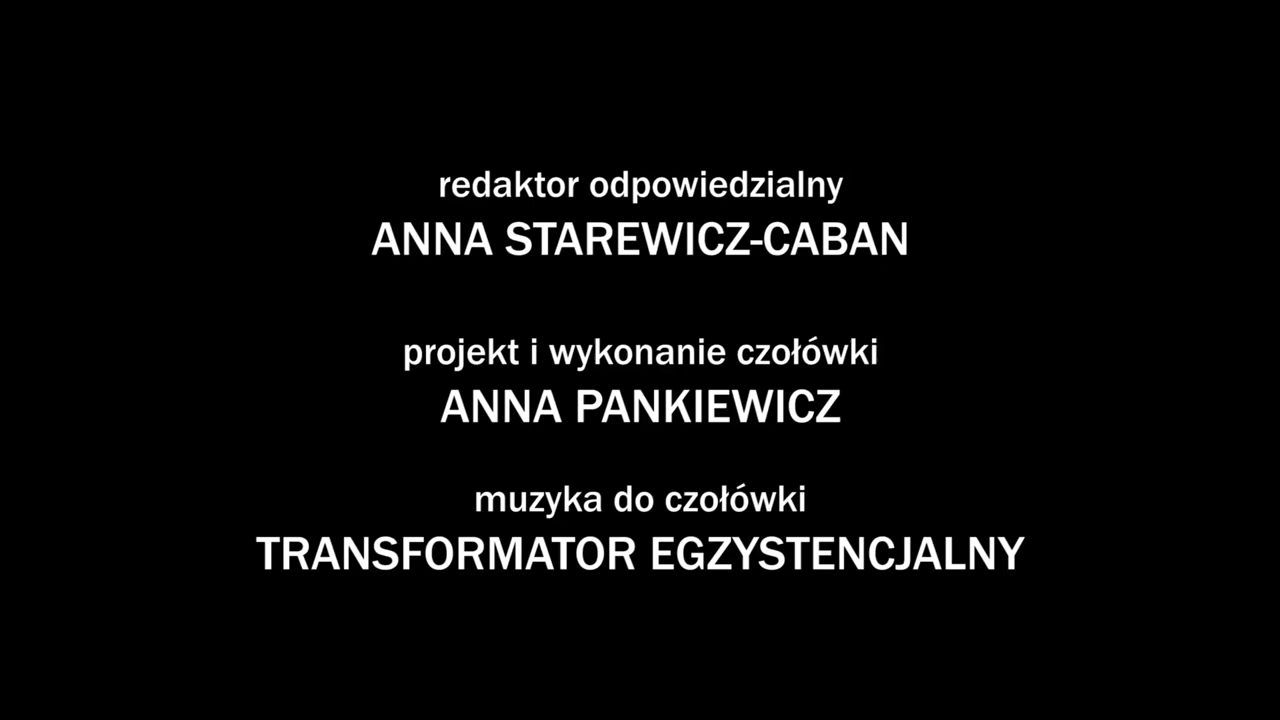 redaktor odpowiedzialny
ANNA STAREWICZ-CABAN
projekt i wykonanie czołówki
ANNA PANKIEWICZ
muzyka do czołówki
TRANSFORMATOR EGZYSTENCJALNY